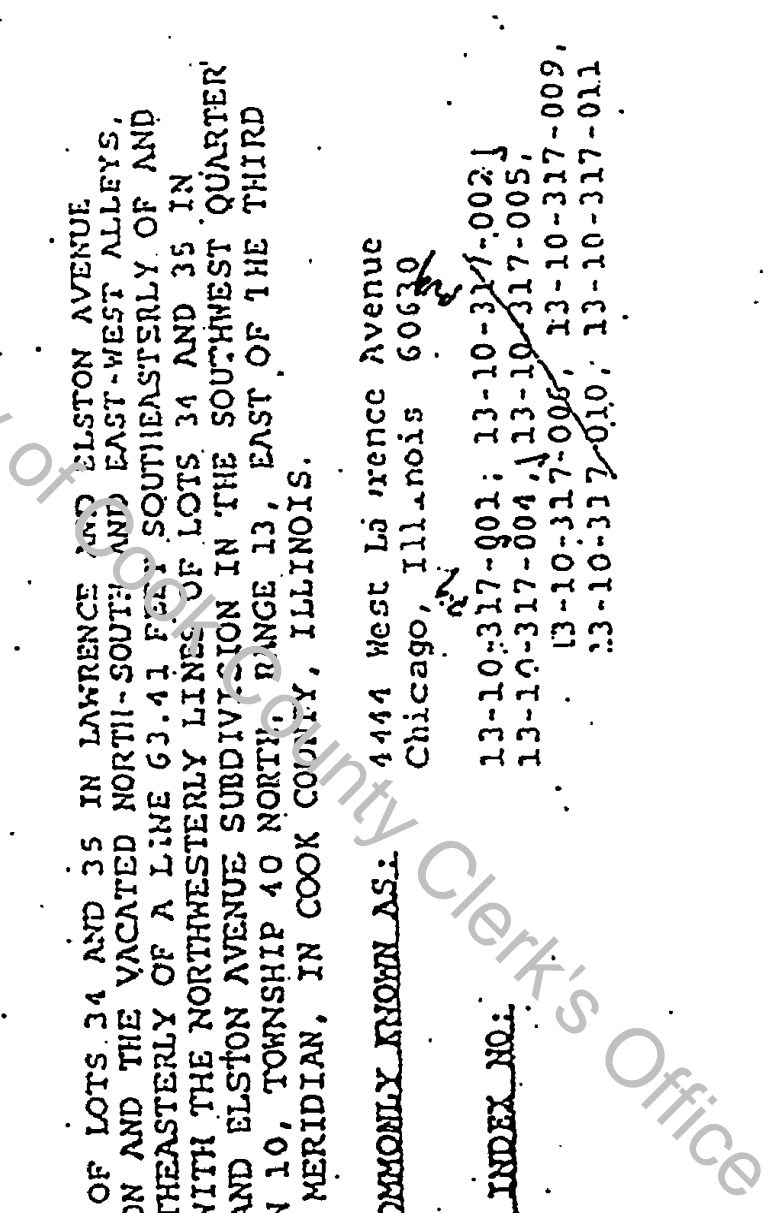 OF LOTS 34 AND 35 IN LAWRENCE AND ELSTON AVENUE
ON AND THE VACATED NORTH-SOUTH AND EAST-WEST ALLEYS,
THEASTERLY OF A LINE 63.41 FEET SOUTHEASTERLY OF AND
WITH THE NORTHWESTERLY LINES OF LOTS 34 AND 35 IN
AND ELSTON AVENUE SUBDIVISION IN THE SOUTHWEST QUARTER
N 10, TOWNSHIP 40 NORTH, RANGE 13, EAST OF THE THIRD
MERIDIAN, IN COOK COUNTY, ILLINOIS.
OMMONLY KNOWN AS: 4444 West La rence Avenue
Chicago, Illinois 60630
INDEX NO: 13-10-317-001; 13-10-317-002
13-10-317-004, 13-10-317-005,
13-10-317-006, 13-10-317-009,
13-10-317-010, 13-10-317-011
y of Cook County Clerk's Office